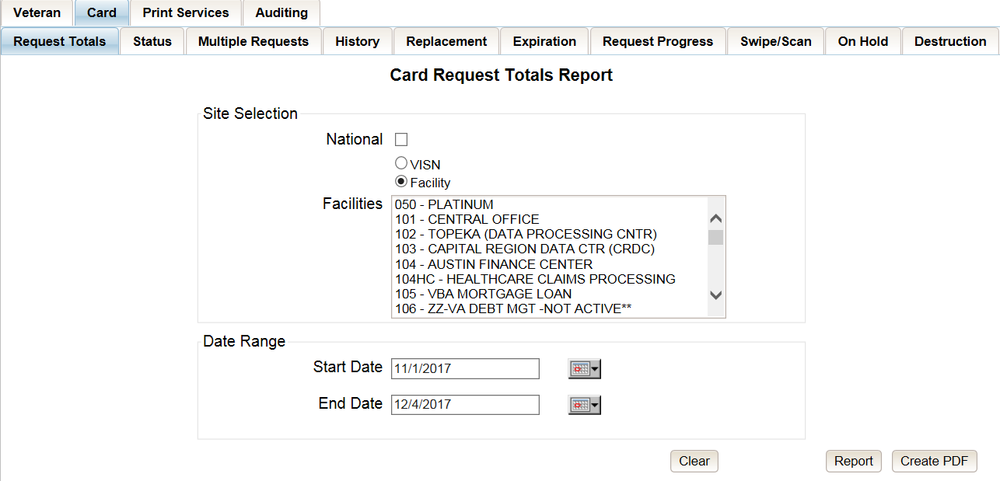 Veteran Card Print Services Auditing
Request Totals Status Multiple Requests History Replacement Expiration Request Progress Swipe/Scan On Hold Destruction
Card Request Totals Report
Site Selection
National
VISN
Facility
Facilities
050 - PLATINUM
101 - CENTRAL OFFICE
102 - TOPEKA (DATA PROCESSING CNTR)
103 - CAPITAL REGION DATA CTR (CRDC)
104 - AUSTIN FINANCE CENTER
104HC - HEALTHCARE CLAIMS PROCESSING
105 - VBA MORTGAGE LOAN
106 - ZZ-VA DEBT MGT -NOT ACTIVE**
Date Range
Start Date 11/1/2017
End Date 12/4/2017
Clear Report Create PDF